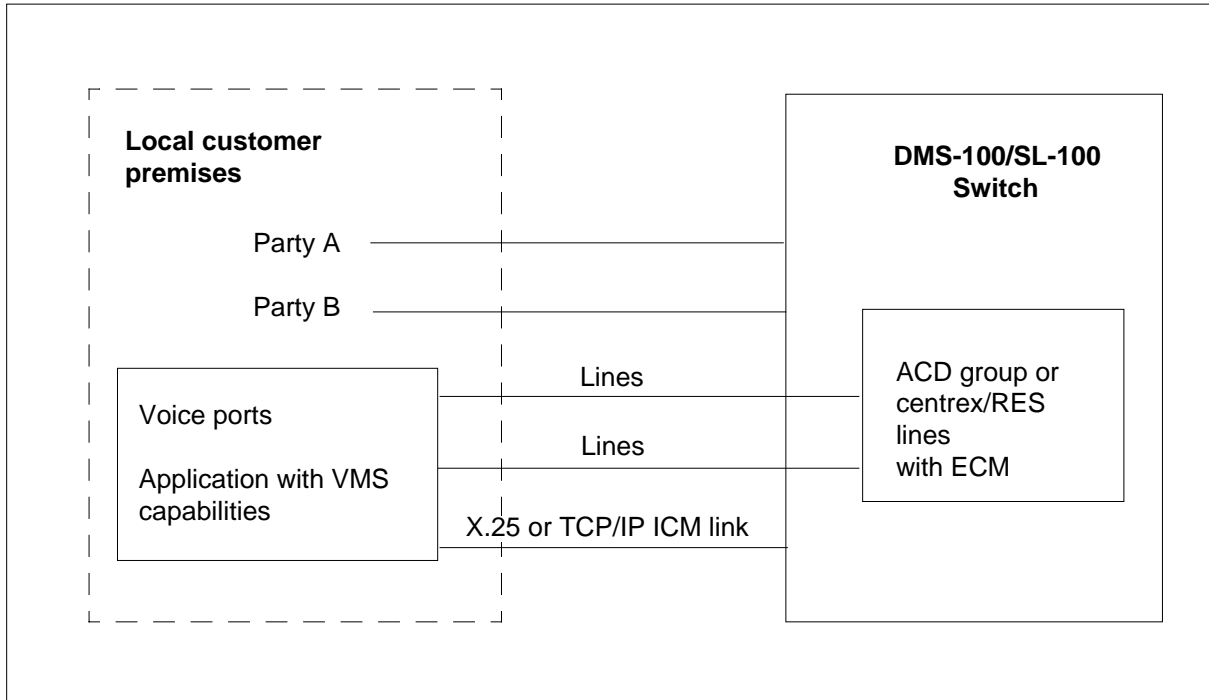 Local customer
premises
DMS-100/SL-100
Switch
Party A
Party B
Lines
Lines
X.25 or TCP/IP ICM link
Voice ports
Application with VMS
capabilities
ACD group or
centrex/RES
lines
with ECM